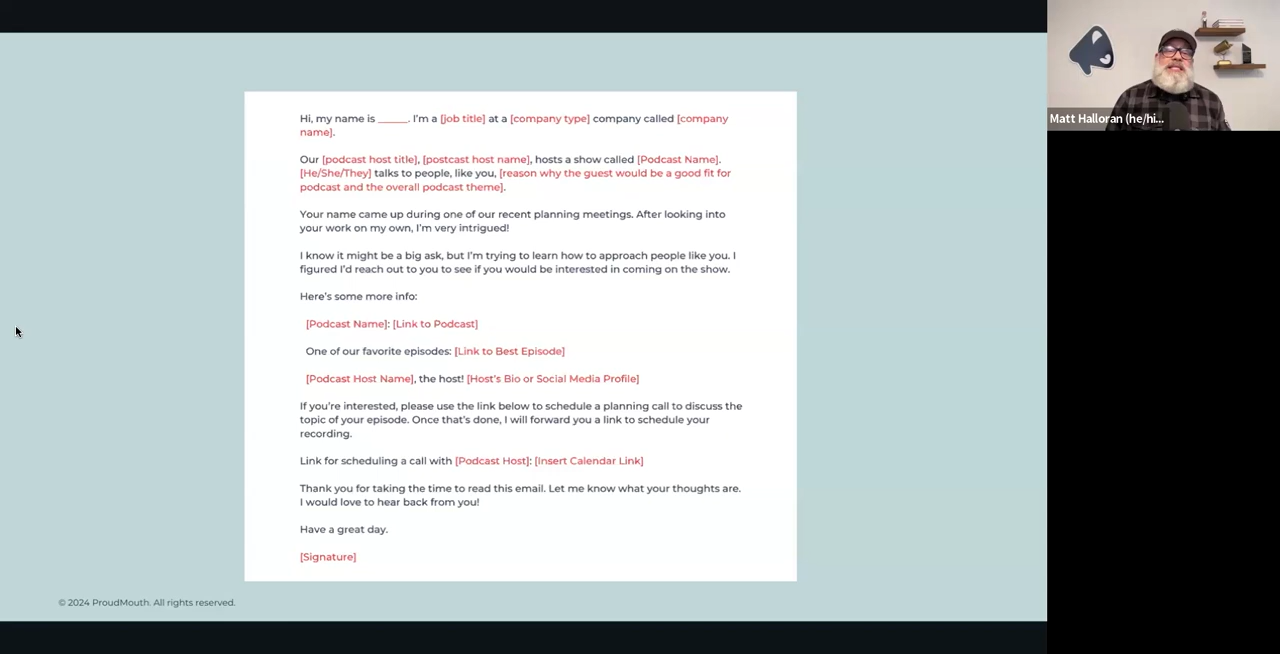 Hi, my name is _____. I'm a [job title] at a [company type] company called [company
name].
Our [podcast host title], [postcast host name], hosts a show called [Podcast Name].
[He/She/They] talks to people, like you, [reason why the guest would be a good fit for
podcast and the overall podcast theme].
Your name came up during one of our recent planning meetings. After looking into
your work on my own, I'm very intrigued!
I know it might be a big ask, but I'm trying to learn how to approach people like you. I
figured I'd reach out to you to see if you would be interested in coming on the show.
Here's some more info:
[Podcast Name]: [Link to Podcast]
One of our favorite episodes: [Link to Best Episode]
[Podcast Host Name], the host! [Host's Bio or Social Media Profile]
If you're interested, please use the link below to schedule a planning call to discuss the
topic of your episode. Once that's done, I will forward you a link to schedule your
recording.
Link for scheduling a call with [Podcast Host]: [Insert Calendar Link]
Thank you for taking the time to read this email. Let me know what your thoughts are.
I would love to hear back from you!
Have a great day.
[Signature]
© 2024 ProudMouth. All rights reserved.
Matt Halloran (he/hi...